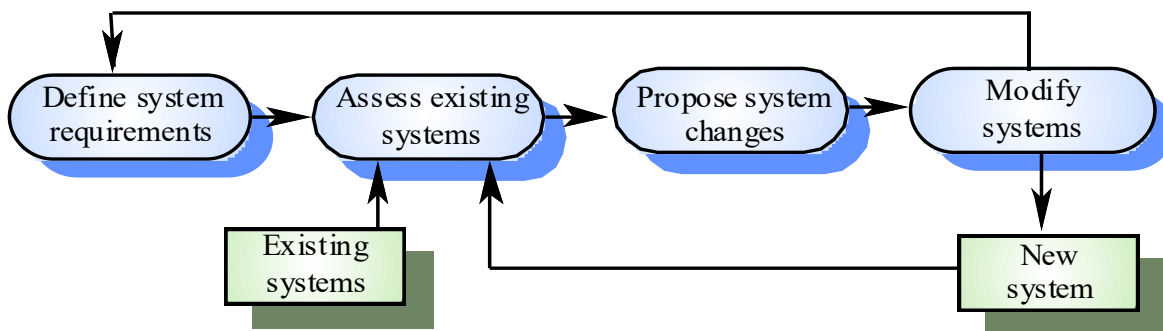 Define system
requirements
Assess existing
systems
Propose system
changes
Modify
systems
Existing
systems
New
system